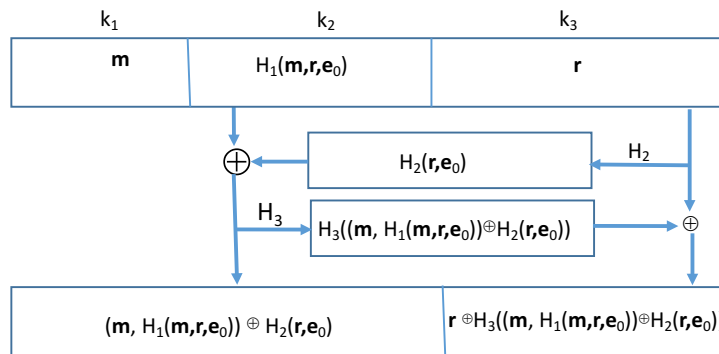 k₁ k₂ k₃
m H₁(m,r,e₀) r
⊕ H₂(r,e₀) H₂
H₃ H₃((m, H₁(m,r,e₀))⊕H₂(r,e₀)) ⊕
(m, H₁(m,r,e₀)) ⊕ H₂(r,e₀) r ⊕H₃((m, H₁(m,r,e₀))⊕H₂(r,e₀)